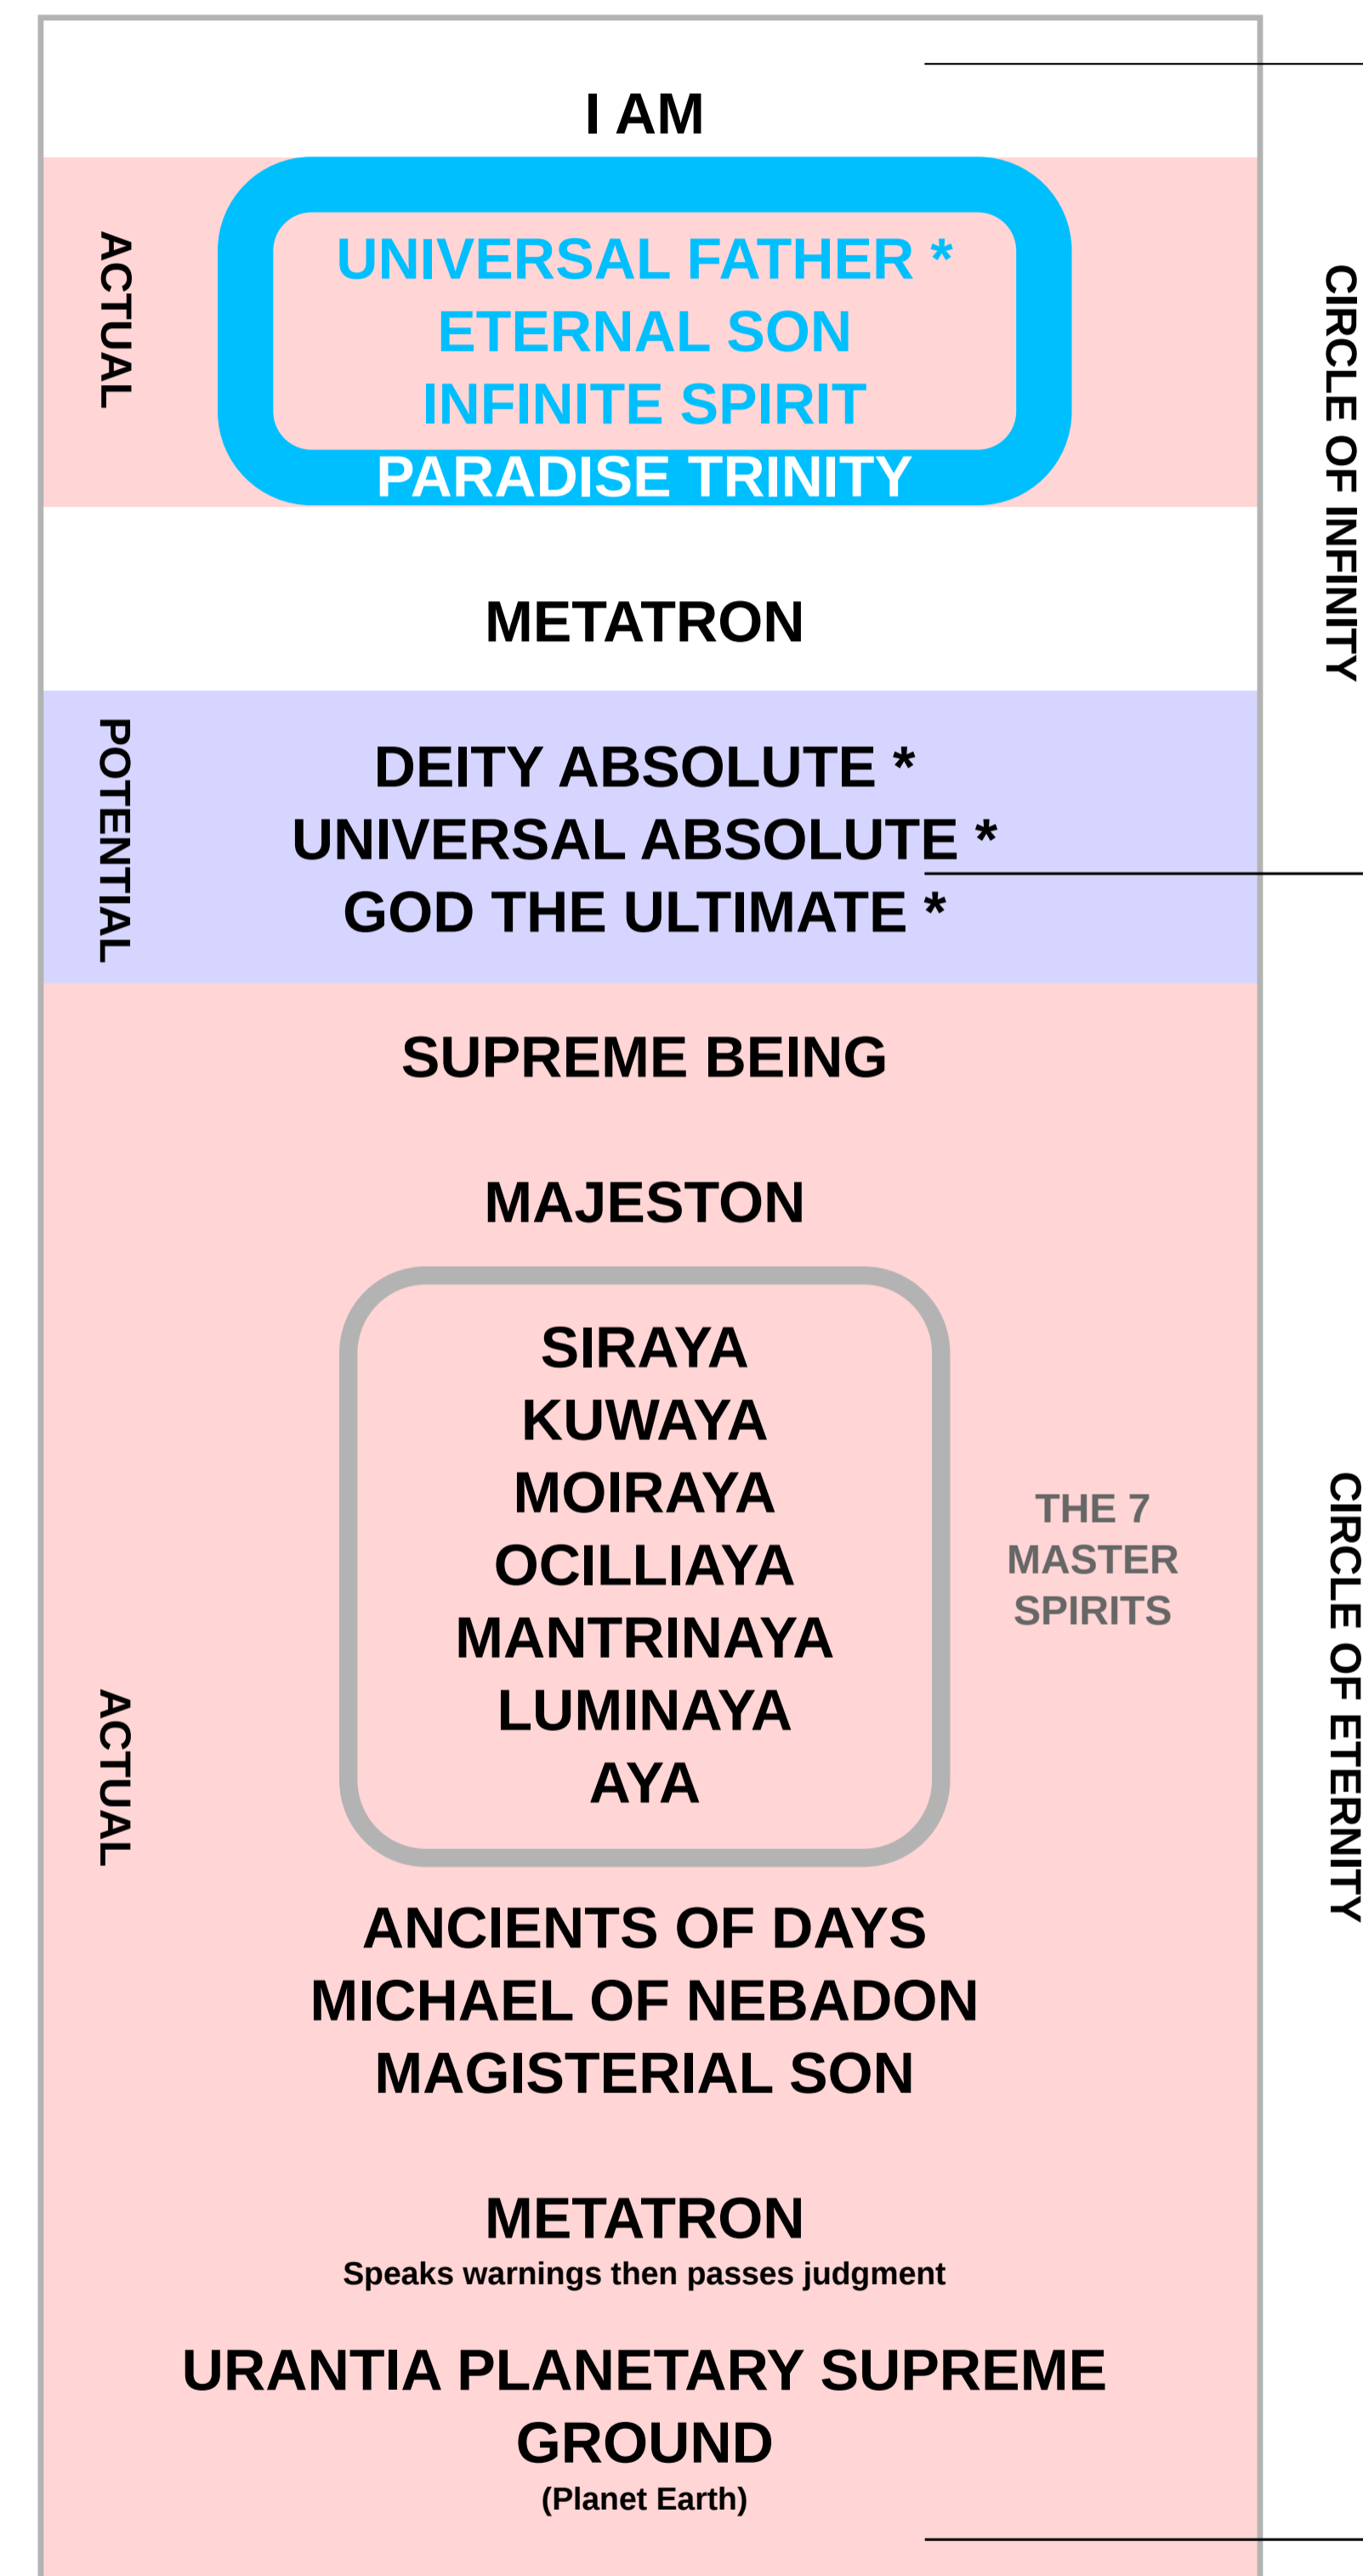 I AM
ACTUAL
UNIVERSAL FATHER *
ETERNAL SON
INFINITE SPIRIT
PARADISE TRINITY
CIRCLE OF INFINITY
METATRON
POTENTIAL
DEITY ABSOLUTE *
UNIVERSAL ABSOLUTE *
GOD THE ULTIMATE *
SUPREME BEING
MAJESTON
SIRAYA
KUWAYA
MOIRAYA
OCILLIAYA
MANTRINAYA
LUMINAYA
AYA
THE 7
MASTER
SPIRITS
CIRCLE OF ETERNITY
ACTUAL
ANCIENTS OF DAYS
MICHAEL OF NEBADON
MAGISTERIAL SON
METATRON
Speaks warnings then passes judgment
URANTIA PLANETARY SUPREME
GROUND
(Planet Earth)